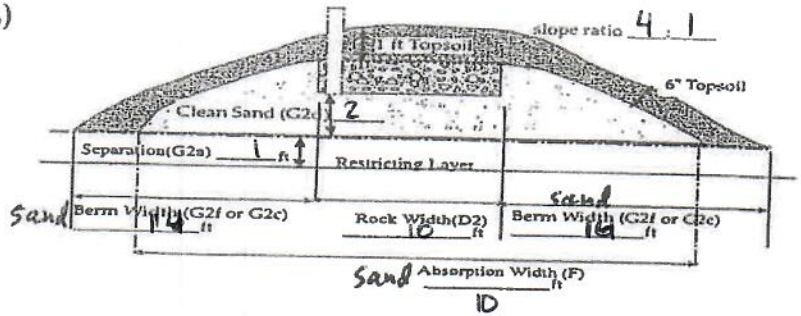 slope ratio 4 : 1
1 ft Topsoil
6" Topsoil
Clean Sand (G2c) 2
Separation(G2a) 1 ft
Restricting Layer
sand Berm Width (G2f or G2c) 14 ft
Rock Width(D2) 10 ft
sand Berm Width (G2f or G2c) ft
sand Absorption Width (F) ft
10